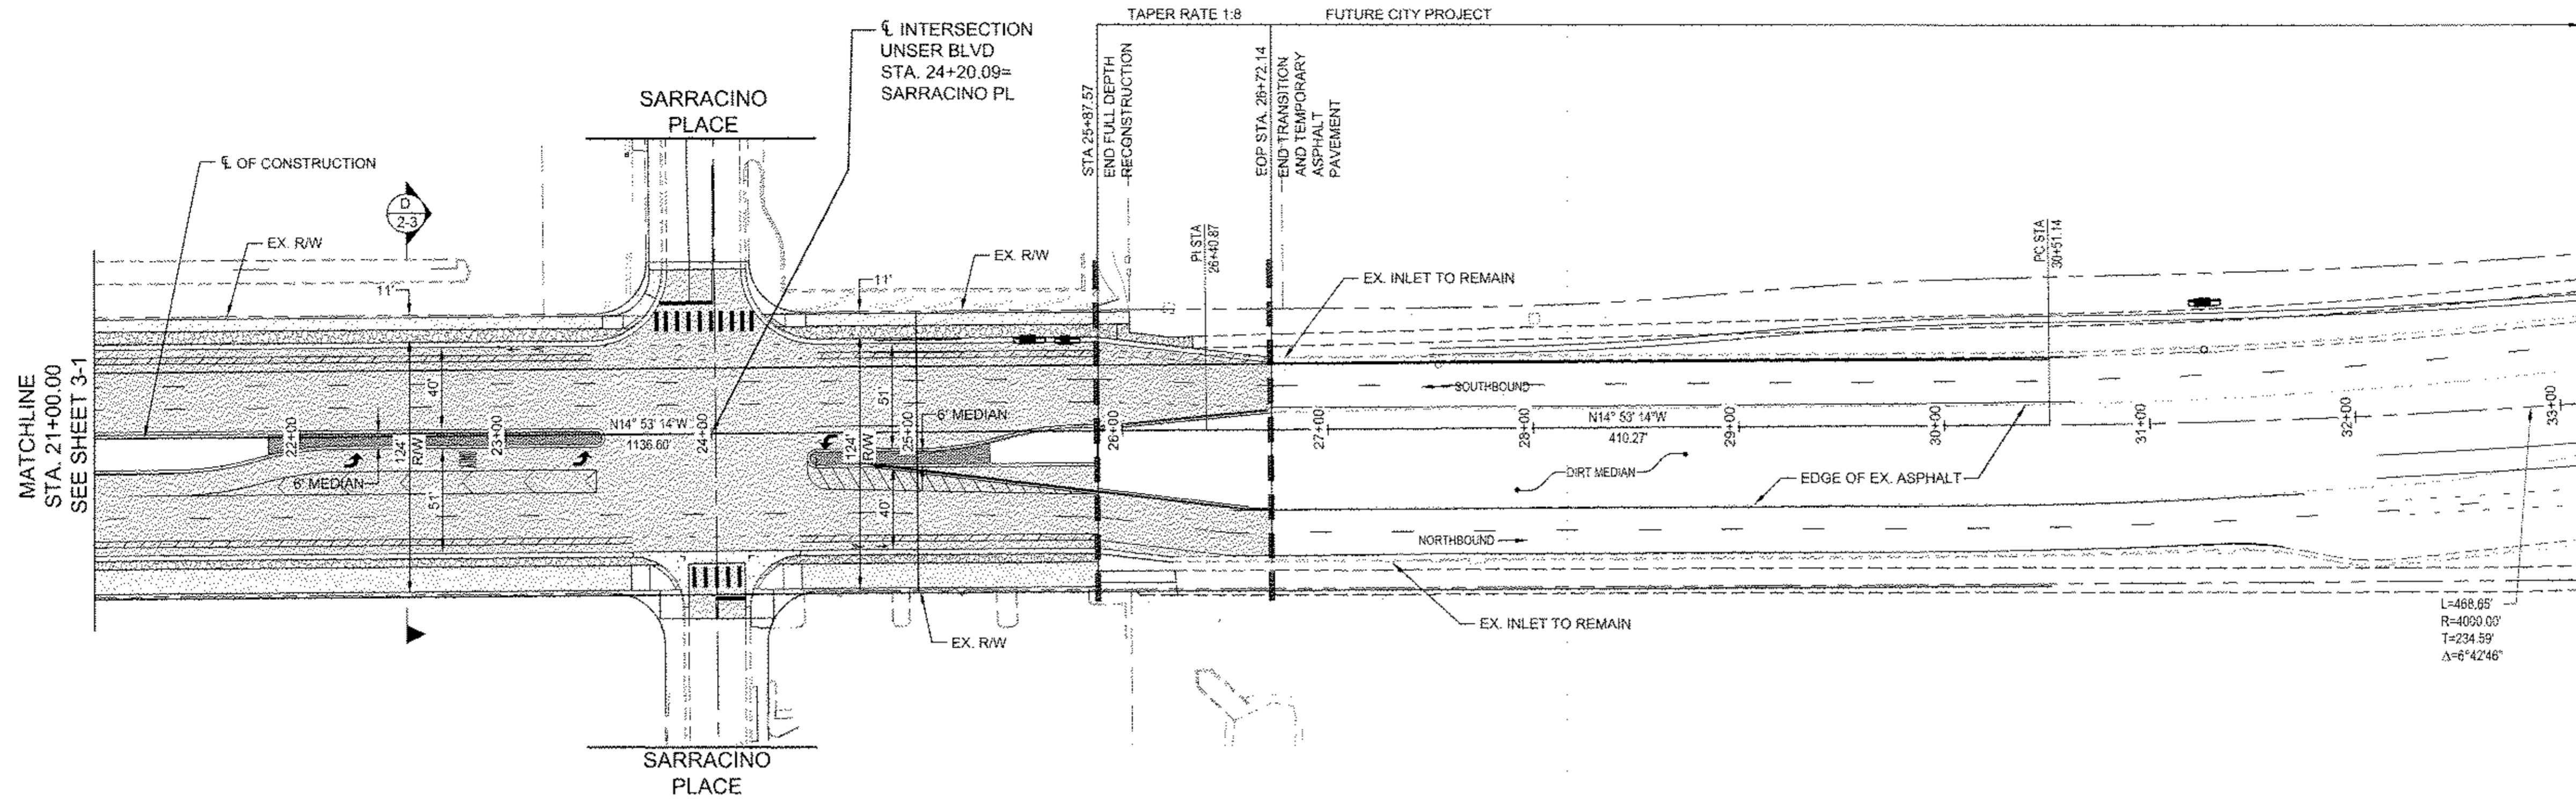 TAPER RATE 1:8
FUTURE CITY PROJECT
℄ INTERSECTION
UNSER BLVD
STA. 24+20.09=
SARRACINO PL
SARRACINO
PLACE
STA 25+87.57
END FULL DEPTH
RECONSTRUCTION
EOP STA. 26+72.14
END TRANSITION
AND TEMPORARY
ASPHALT
PAVEMENT
℄ OF CONSTRUCTION
D
2-3
EX. R/W
EX. R/W
PI STA
26+40.87
PC STA
30+51.14
11'
11'
EX. INLET TO REMAIN
MATCHLINE
STA. 21+00.00
SEE SHEET 3-1
40'
51'
SOUTHBOUND
6' MEDIAN
22+00
124'
R/W
23+00
N14° 53' 14"W
1136.60'
24+00
124'
R/W
25+00
26+00
27+00
28+00
N14° 53' 14"W
410.27'
29+00
30+00
31+00
32+00
33+00
6' MEDIAN
51'
40'
DIRT MEDIAN
EDGE OF EX. ASPHALT
NORTHBOUND
EX. R/W
EX. INLET TO REMAIN
L=468.65'
R=4000.00'
T=234.59'
Δ=6°42'46"
SARRACINO
PLACE